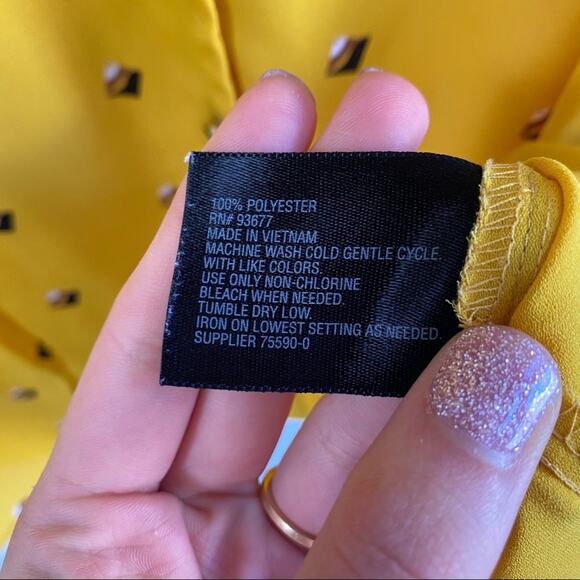 100% POLYESTER
RN# 93677
MADE IN VIETNAM
MACHINE WASH COLD GENTLE CYCLE.
WITH LIKE COLORS.
USE ONLY NON-CHLORINE
BLEACH WHEN NEEDED.
TUMBLE DRY LOW.
IRON ON LOWEST SETTING AS NEEDED.
SUPPLIER 75590-0